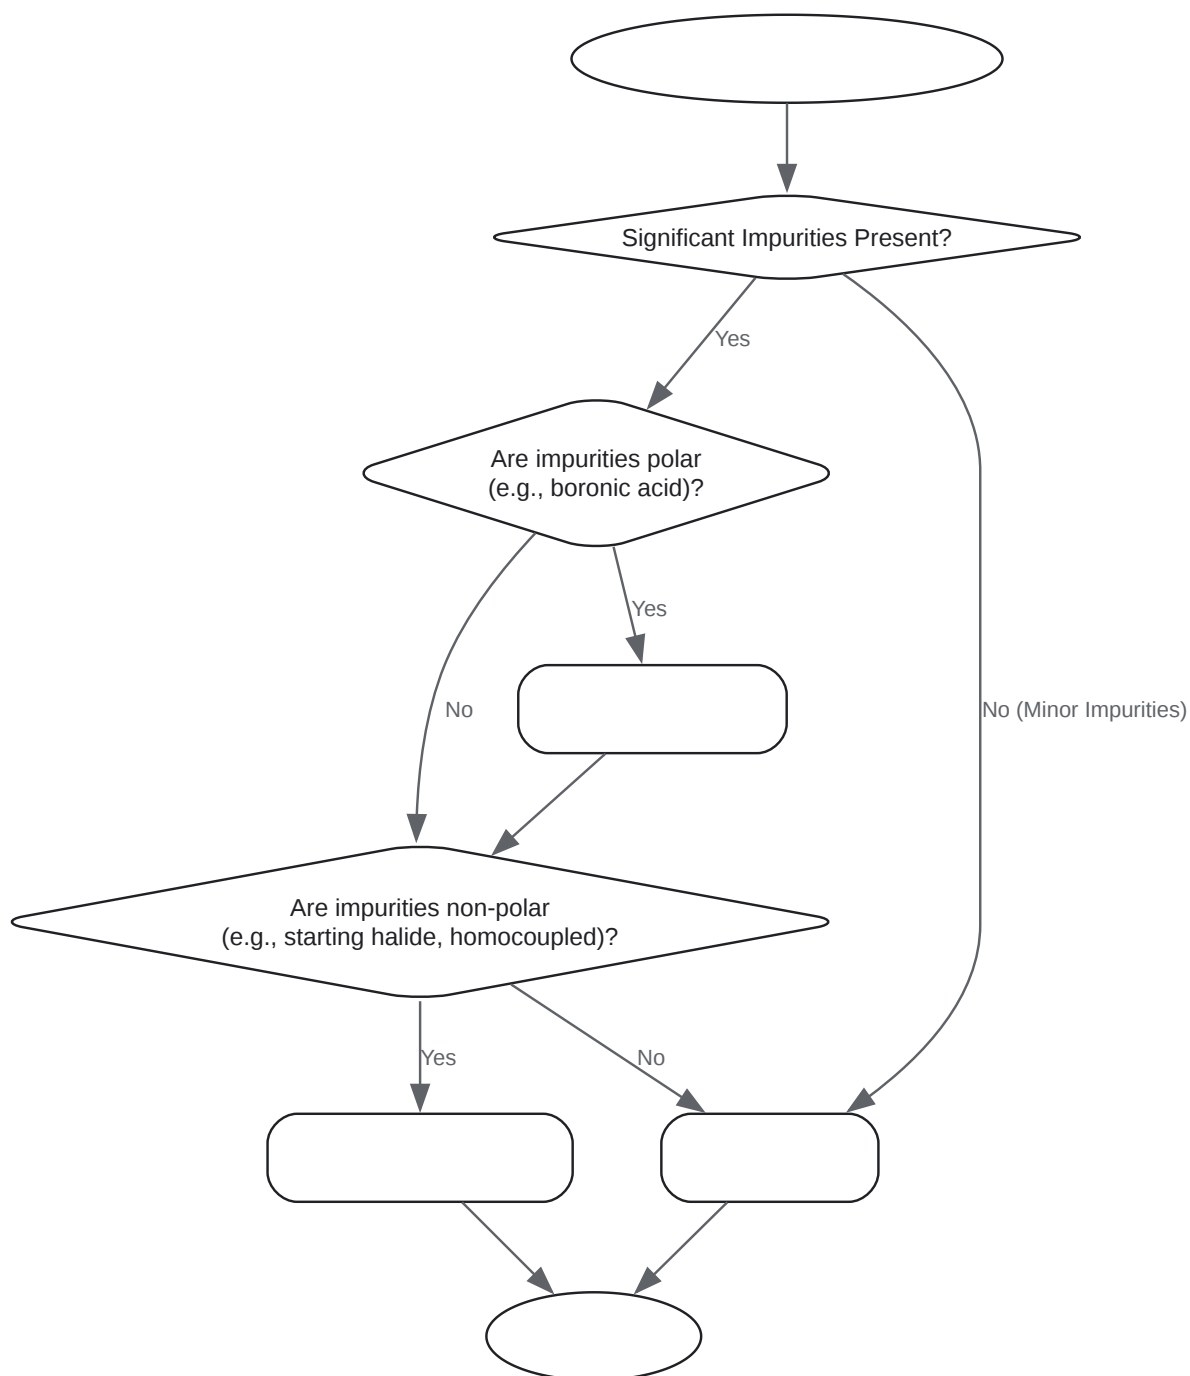 Significant Impurities Present?
Yes
Are impurities polar
(e.g., boronic acid)?
Yes
No
No (Minor Impurities)
Are impurities non-polar
(e.g., starting halide, homocoupled)?
Yes
No